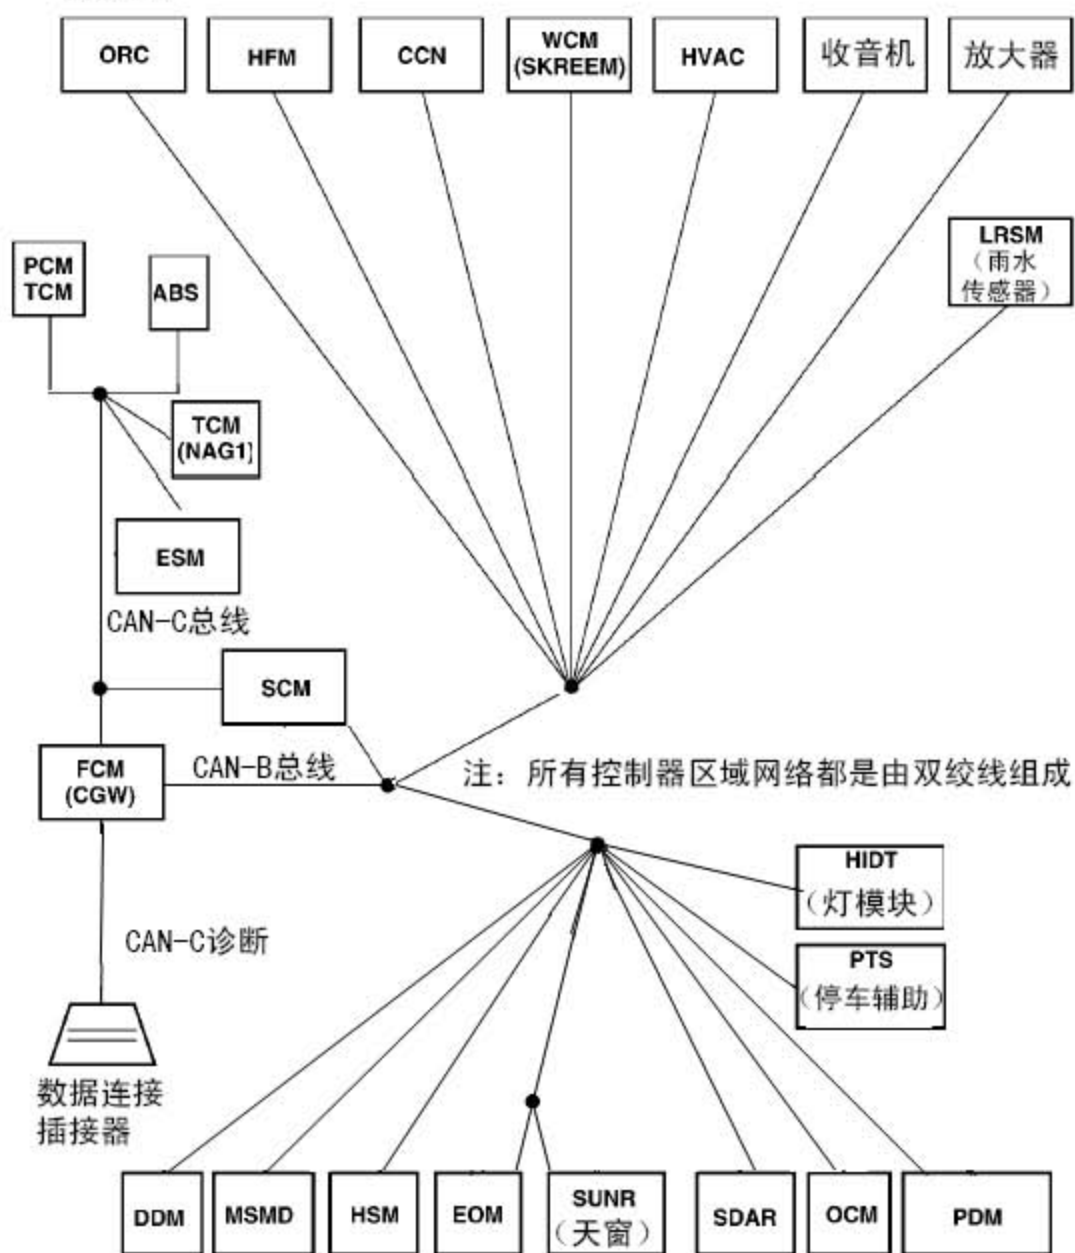 ORC
HFM
CCN
WCM
(SKREEM)
HVAC
收音机
放大器
LRSM
（雨水
传感器）
PCM
TCM
ABS
TCM
(NAG1)
ESM
CAN-C总线
SCM
FCM
(CGW)
CAN-B总线
注：所有控制器区域网络都是由双绞线组成
HIDT
（灯模块）
CAN-C诊断
PTS
（停车辅助）
数据连接
插接器
DDM
MSMD
HSM
EOM
SUNR
（天窗）
SDAR
OCM
PDM